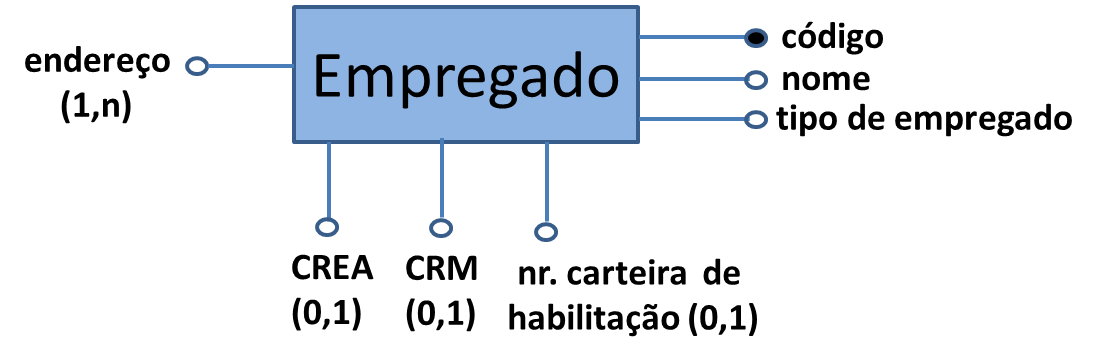 Empregado
endereço
(1,n)
código
nome
tipo de empregado
CREA
(0,1)
CRM
(0,1)
nr. carteira de
habilitação (0,1)